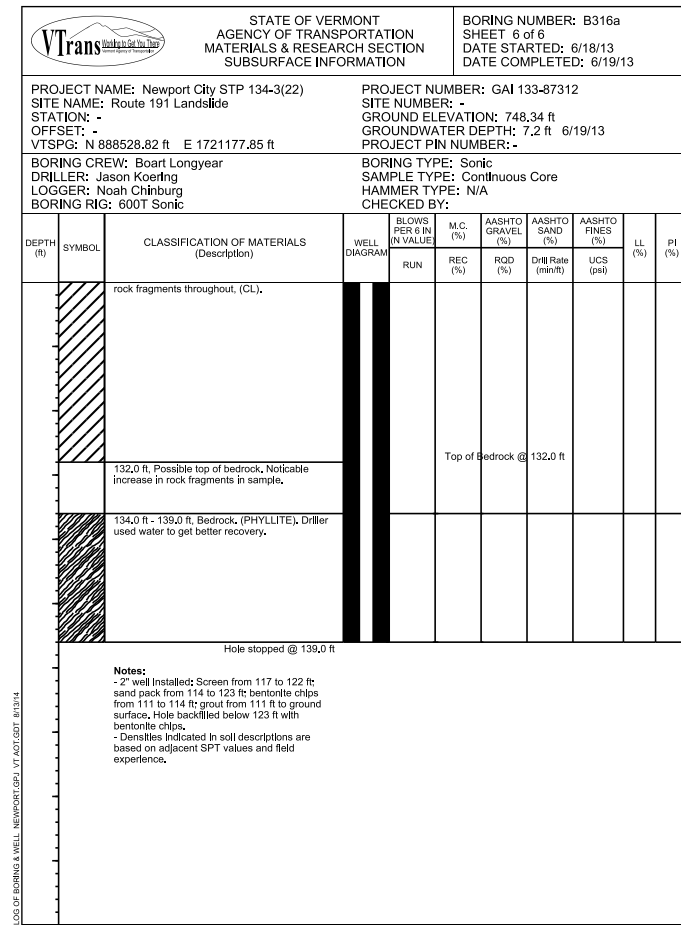 VTrans Working to Get You There
Vermont Agency of Transportation
STATE OF VERMONT
AGENCY OF TRANSPORTATION
MATERIALS & RESEARCH SECTION
SUBSURFACE INFORMATION
BORING NUMBER: B316a
SHEET 6 of 6
DATE STARTED: 6/18/13
DATE COMPLETED: 6/19/13
PROJECT NAME: Newport City STP 134-3(22)
SITE NAME: Route 191 Landslide
STATION: -
OFFSET: -
VTSPG: N 888528.82 ft E 1721177.85 ft
PROJECT NUMBER: GAI 133-87312
SITE NUMBER: -
GROUND ELEVATION: 748.34 ft
GROUNDWATER DEPTH: 7.2 ft 6/19/13
PROJECT PIN NUMBER: -
BORING CREW: Boart Longyear
DRILLER: Jason Koering
LOGGER: Noah Chinburg
BORING RIG: 600T Sonic
BORING TYPE: Sonic
SAMPLE TYPE: Continuous Core
HAMMER TYPE: N/A
CHECKED BY:
DEPTH
(ft)
SYMBOL
CLASSIFICATION OF MATERIALS
(Description)
WELL
DIAGRAM
BLOWS
PER 6 IN
(N VALUE)
RUN
M.C.
(%)
REC
(%)
AASHTO
GRAVEL
(%)
RQD
(%)
AASHTO
SAND
(%)
Drill Rate
(min/ft)
AASHTO
FINES
(%)
UCS
(psi)
LL
(%)
PI
(%)
rock fragments throughout, (CL).
Top of Bedrock @ 132.0 ft
132.0 ft, Possible top of bedrock. Noticable
increase in rock fragments in sample.
134.0 ft - 139.0 ft, Bedrock. (PHYLLITE). Driller
used water to get better recovery.
Hole stopped @ 139.0 ft
Notes:
- 2" well installed: Screen from 117 to 122 ft;
sand pack from 114 to 123 ft; bentonite chips
from 111 to 114 ft; grout from 111 ft to ground
surface. Hole backfilled below 123 ft with
bentonite chips.
- Densities indicated in soil descriptions are
based on adjacent SPT values and field
experience.
LOG OF BORING & WELL NEWPORT.GPJ VT AOT.GDT 8/13/14